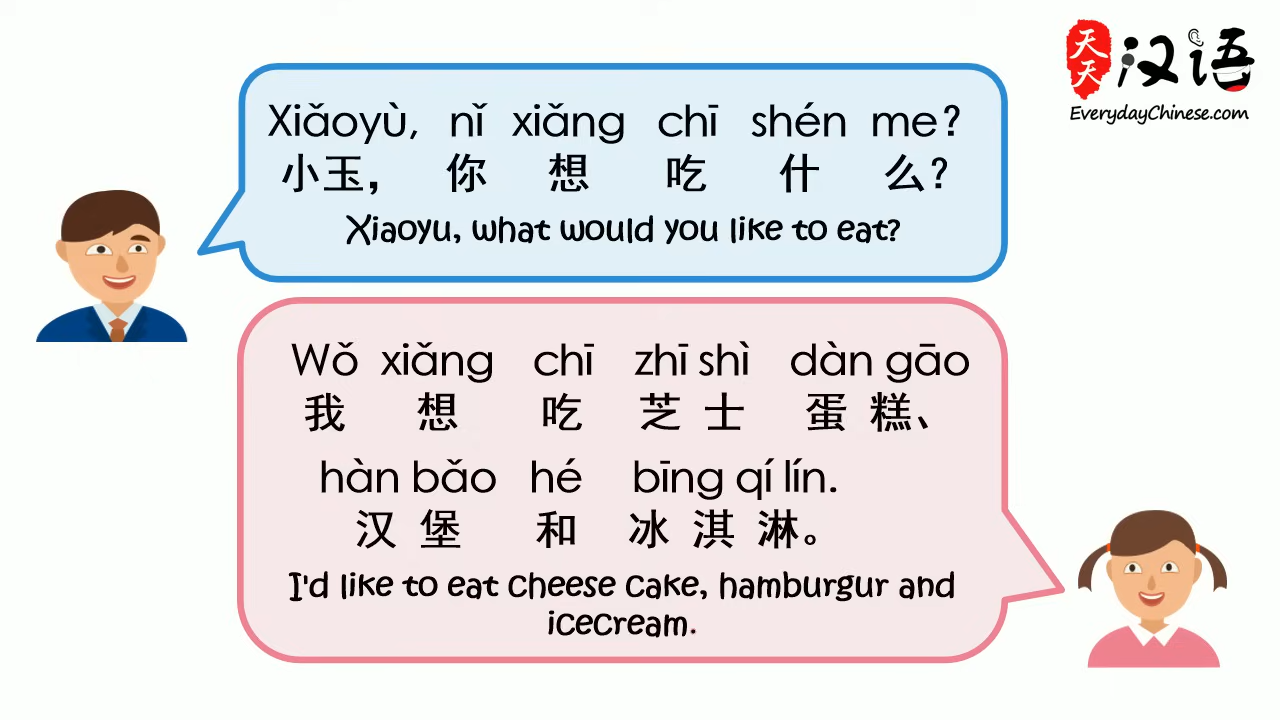 天天 汉语
EverydayChinese.com
Xiǎoyù, nǐ xiǎng chī shén me?
小玉，你想吃什么？
Xiaoyu, what would you like to eat?
Wǒ xiǎng chī zhī shì dàn gāo
我想吃芝士蛋糕、
hàn bǎo hé bīng qí lín.
汉堡和冰淇淋。
I'd like to eat cheese cake, hamburgur and
icecream.